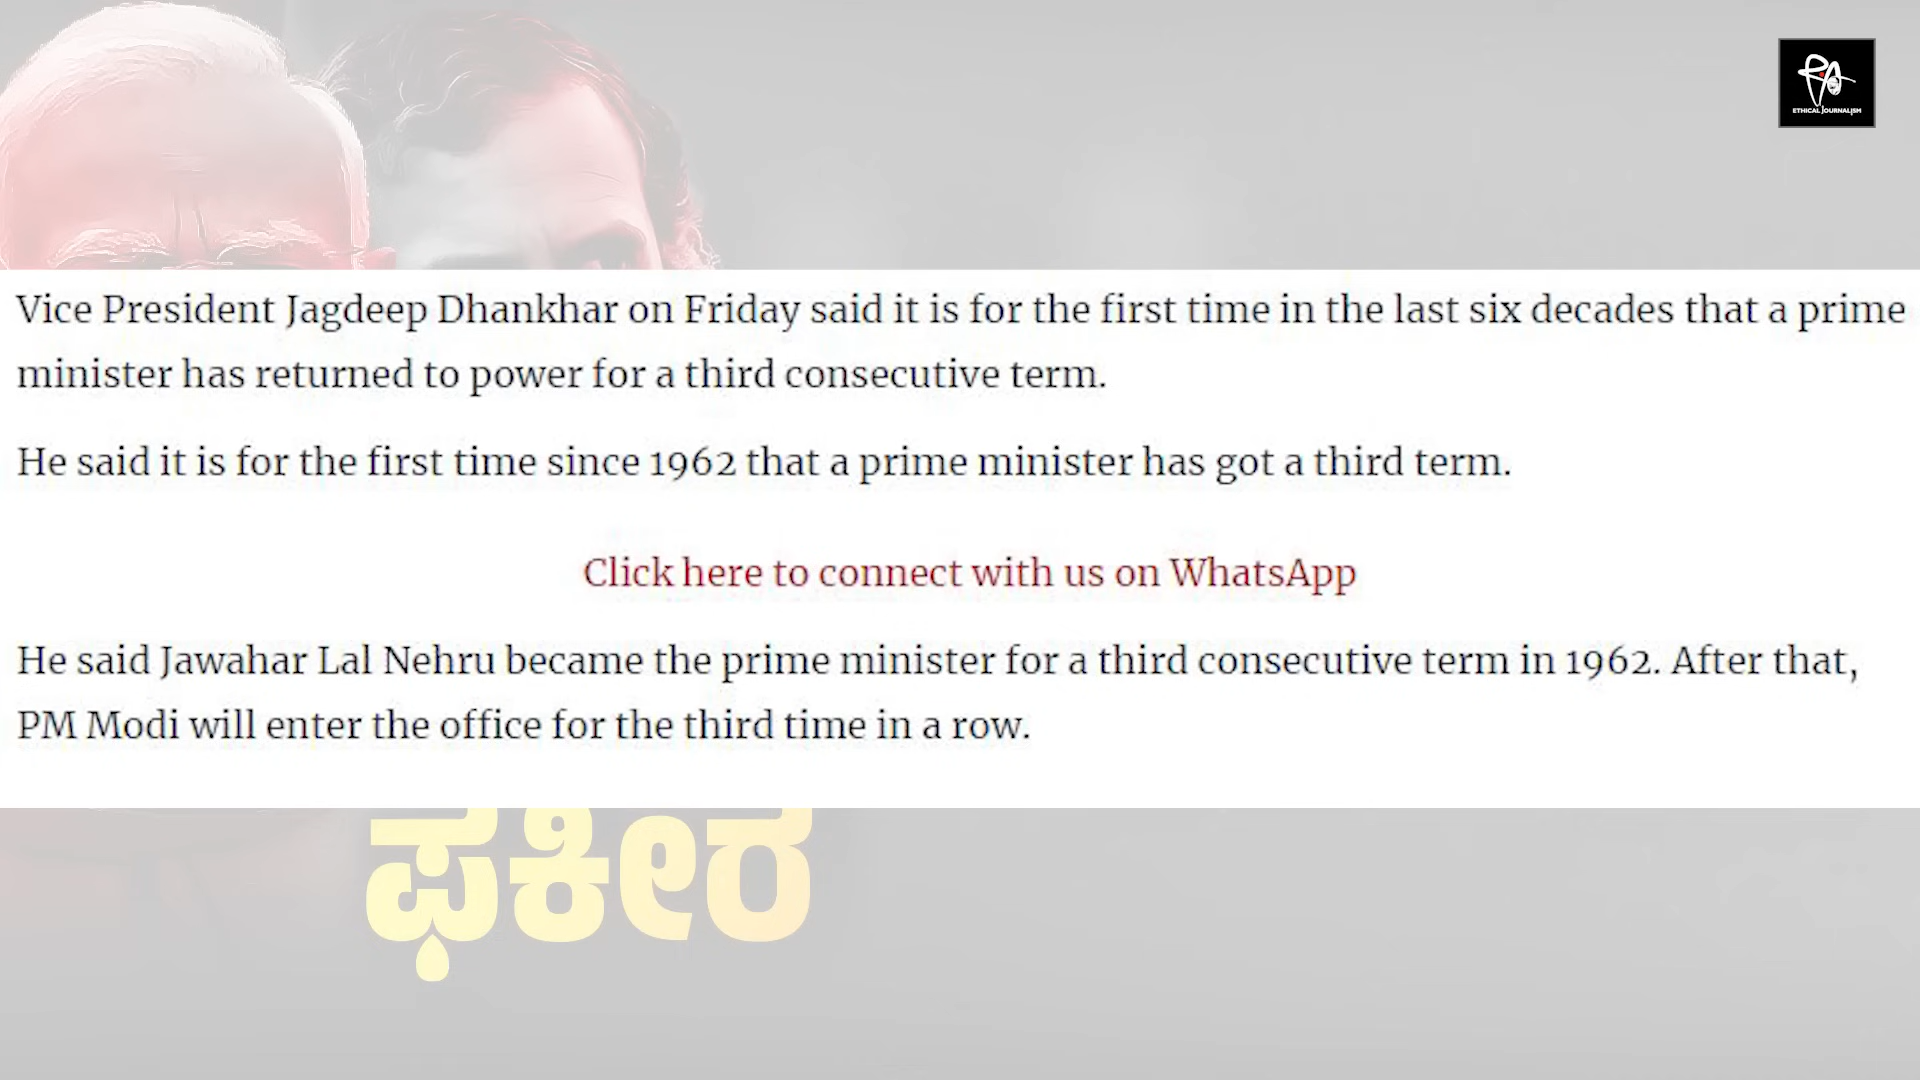 ETHICAL JOURNALISM
Vice President Jagdeep Dhankhar on Friday said it is for the first time in the last six decades that a prime
minister has returned to power for a third consecutive term.
He said it is for the first time since 1962 that a prime minister has got a third term.
Click here to connect with us on WhatsApp
He said Jawahar Lal Nehru became the prime minister for a third consecutive term in 1962. After that,
PM Modi will enter the office for the third time in a row.
ಫಕೀರ